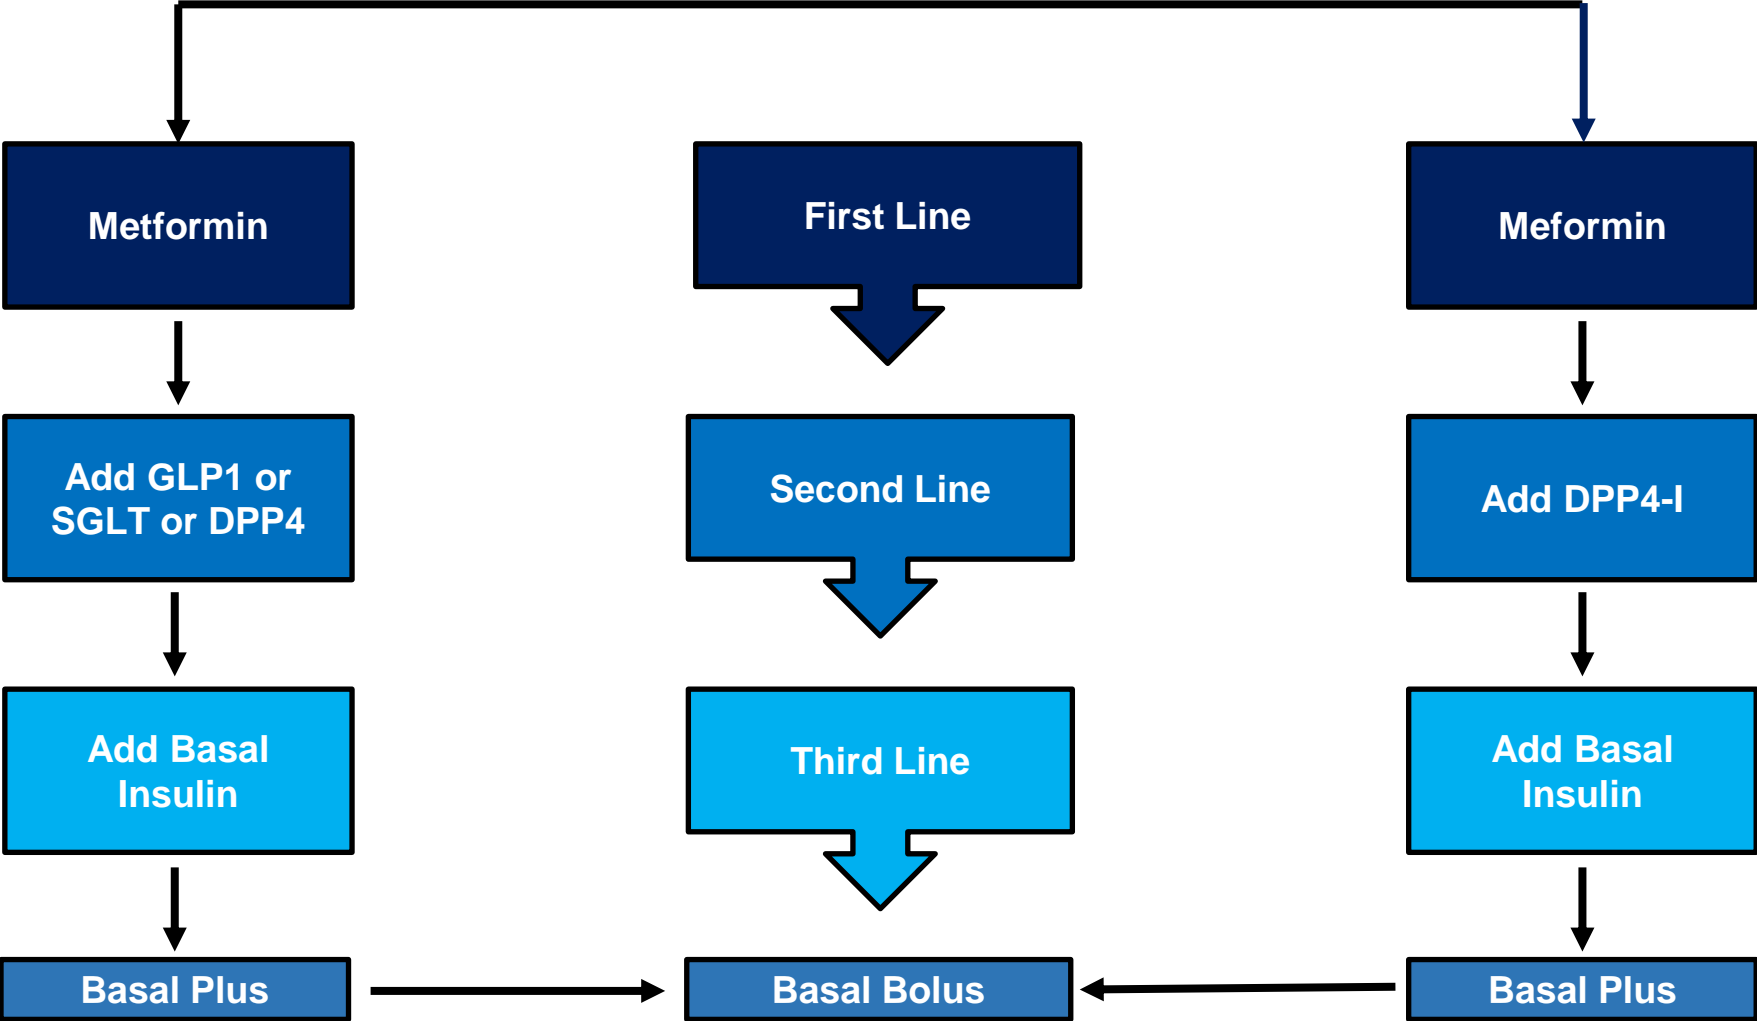 Metformin
First Line
Meformin
Add GLP1 or
SGLT or DPP4
Second Line
Add DPP4-I
Add Basal
Insulin
Third Line
Add Basal
Insulin
Basal Plus
Basal Bolus
Basal Plus